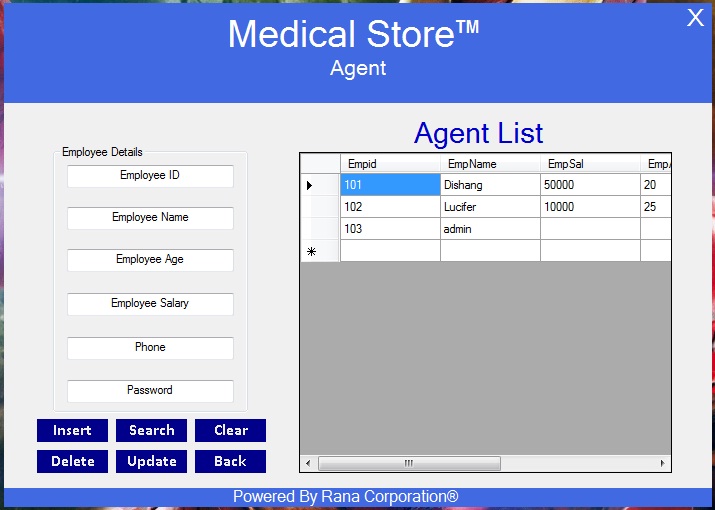 X
Medical Store™
Agent
Agent List
Employee Details
Employee ID
Employee Name
Employee Age
Employee Salary
Phone
Password
Insert Search Clear
Delete Update Back
Empid EmpName EmpSal
101 Dishang 50000 20
102 Lucifer 10000 25
103 admin
Powered By Rana Corporation®